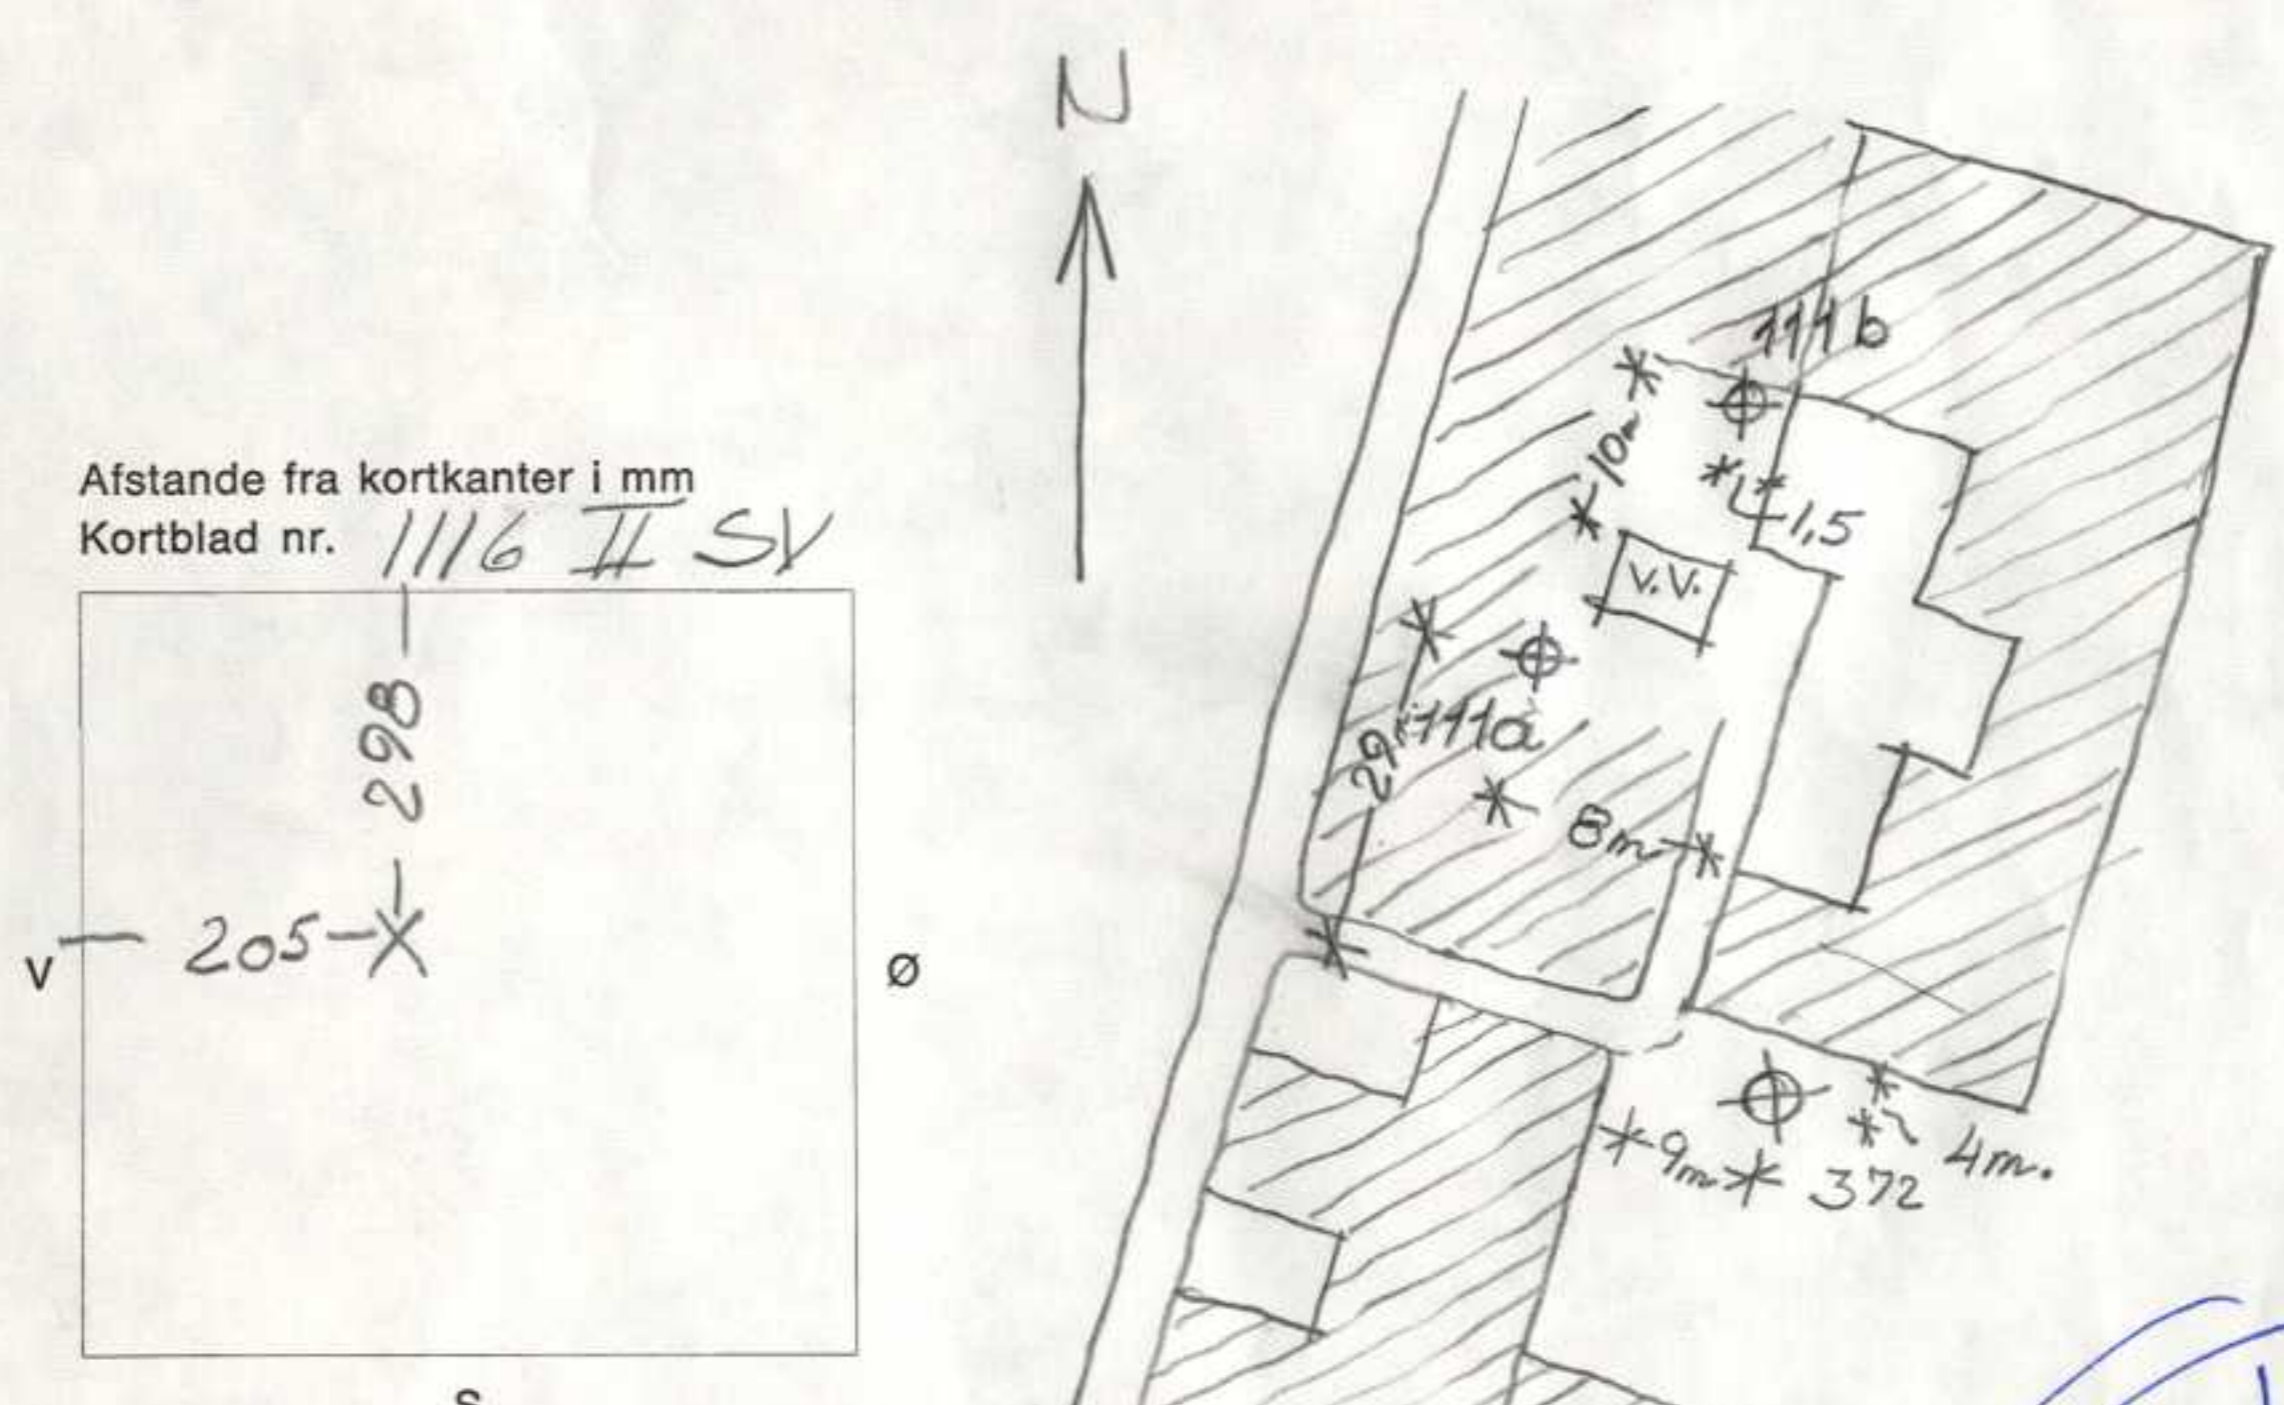 N
Afstande fra kortkanter i mm
Kortblad nr. 1116 II SV
298
V
205
Ø
S
111b
10m
1,5
V.V.
111a
29m
8m
9m
372
4m.